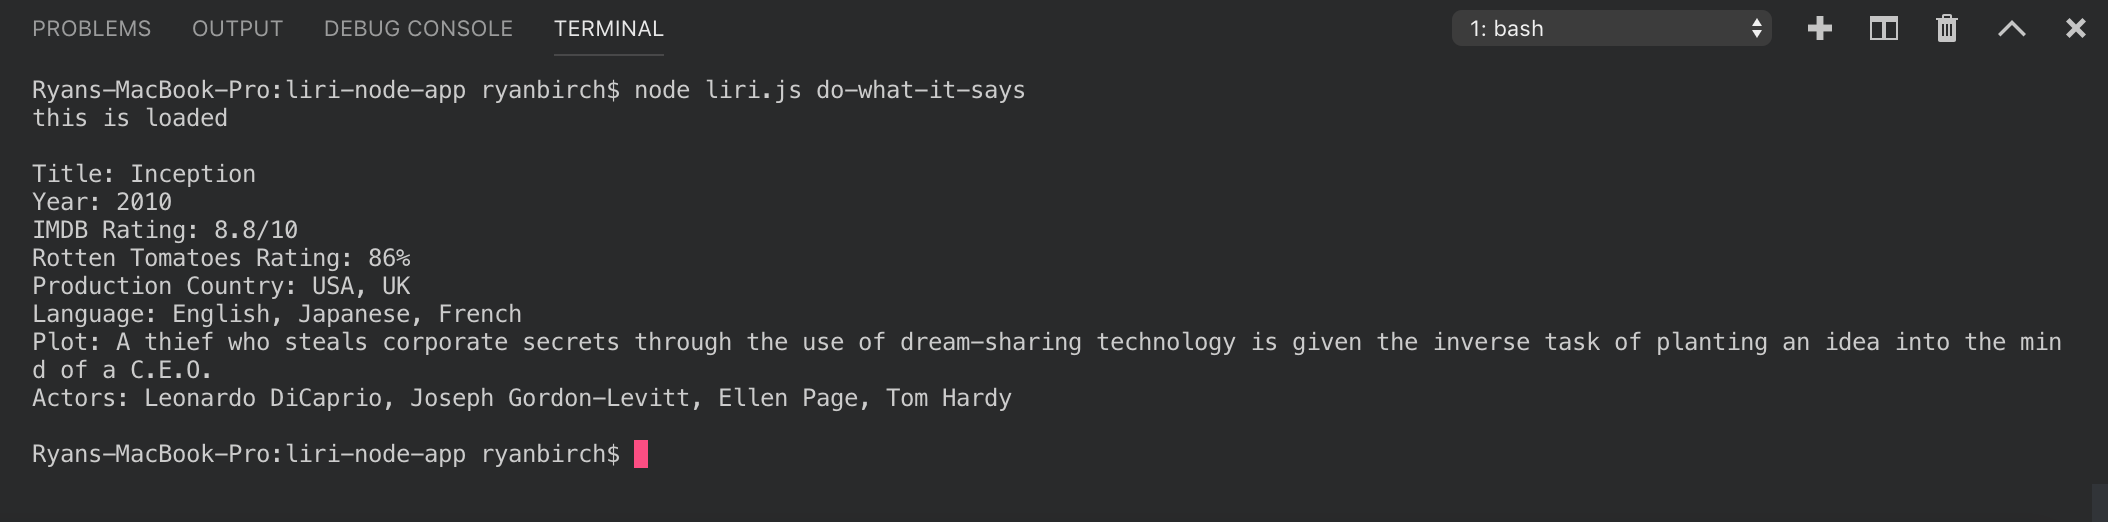 PROBLEMS OUTPUT DEBUG CONSOLE TERMINAL 1: bash
Ryans-MacBook-Pro:liri-node-app ryanbirch$ node liri.js do-what-it-says
this is loaded
Title: Inception
Year: 2010
IMDB Rating: 8.8/10
Rotten Tomatoes Rating: 86%
Production Country: USA, UK
Language: English, Japanese, French
Plot: A thief who steals corporate secrets through the use of dream-sharing technology is given the inverse task of planting an idea into the min
d of a C.E.O.
Actors: Leonardo DiCaprio, Joseph Gordon-Levitt, Ellen Page, Tom Hardy
Ryans-MacBook-Pro:liri-node-app ryanbirch$